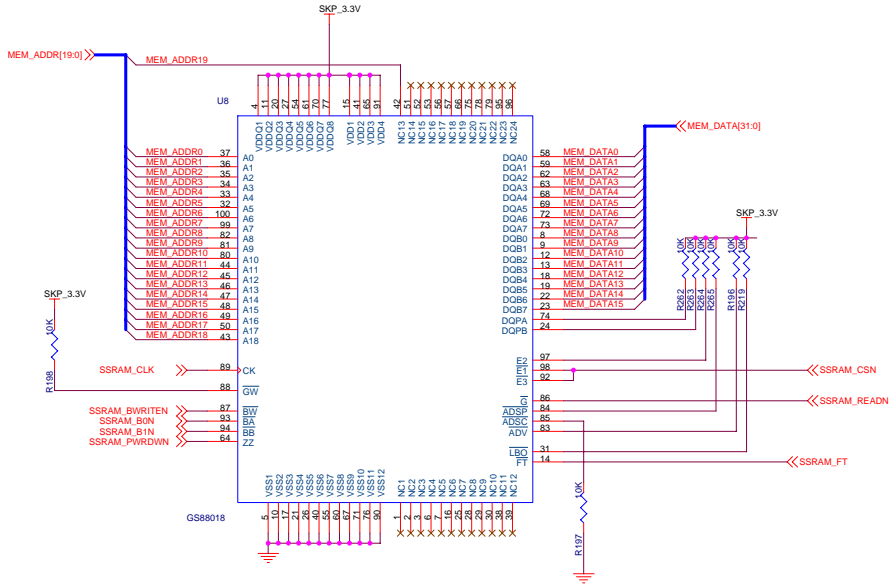 SKP_3.3V
MEM_ADDR[19:0]
MEM_ADDR19
U8
4 11 20 27 54 61 70 77 15 41 65 91 42 51 52 53 56 57 66 75 78 79 95 96
VDDQ1 VDDQ2 VDDQ3 VDDQ4 VDDQ5 VDDQ6 VDDQ7 VDDQ8 VDD1 VDD2 VDD3 VDD4 NC13 NC14 NC15 NC16 NC17 NC18 NC19 NC20 NC21 NC22 NC23 NC24
MEM_DATA[31:0]
MEM_ADDR0 37 A0
MEM_ADDR1 36 A1
MEM_ADDR2 35 A2
MEM_ADDR3 34 A3
MEM_ADDR4 33 A4
MEM_ADDR5 32 A5
MEM_ADDR6 100 A6
MEM_ADDR7 99 A7
MEM_ADDR8 82 A8
MEM_ADDR9 81 A9
MEM_ADDR10 80 A10
MEM_ADDR11 44 A11
MEM_ADDR12 45 A12
MEM_ADDR13 46 A13
MEM_ADDR14 47 A14
MEM_ADDR15 48 A15
MEM_ADDR16 49 A16
MEM_ADDR17 50 A17
MEM_ADDR18 43 A18
DQA0 58 MEM_DATA0
DQA1 59 MEM_DATA1
DQA2 62 MEM_DATA2
DQA3 63 MEM_DATA3
DQA4 68 MEM_DATA4
DQA5 69 MEM_DATA5
DQA6 72 MEM_DATA6
DQA7 73 MEM_DATA7
DQB0 8 MEM_DATA8
DQB1 9 MEM_DATA9
DQB2 12 MEM_DATA10
DQB3 13 MEM_DATA11
DQB4 18 MEM_DATA12
DQB5 19 MEM_DATA13
DQB6 22 MEM_DATA14
DQB7 23 MEM_DATA15
DQPA 74
DQPB 24
SKP_3.3V
10K 10K 10K 10K 10K 10K
R262 R263 R264 R265 R196 R219
SKP_3.3V
10K
R198
SSRAM_CLK 89 CK
88 GW
SSRAM_BWRITEN 87 BW
SSRAM_B0N 93 BA
SSRAM_B1N 94 BB
SSRAM_PWRDWN 64 ZZ
E2 97
E1 98 SSRAM_CSN
E3 92
G 86 SSRAM_READN
ADSP 84
ADSC 85
ADV 83
LBO 31
FT 14 SSRAM_FT
VSS1 VSS2 VSS3 VSS4 VSS5 VSS6 VSS7 VSS8 VSS9 VSS10 VSS11 VSS12 NC1 NC2 NC3 NC4 NC5 NC6 NC7 NC8 NC9 NC10 NC11 NC12
5 10 17 21 26 40 55 60 67 71 76 90 1 2 3 6 7 16 25 28 29 30 38 39
GS88018
10K
R197